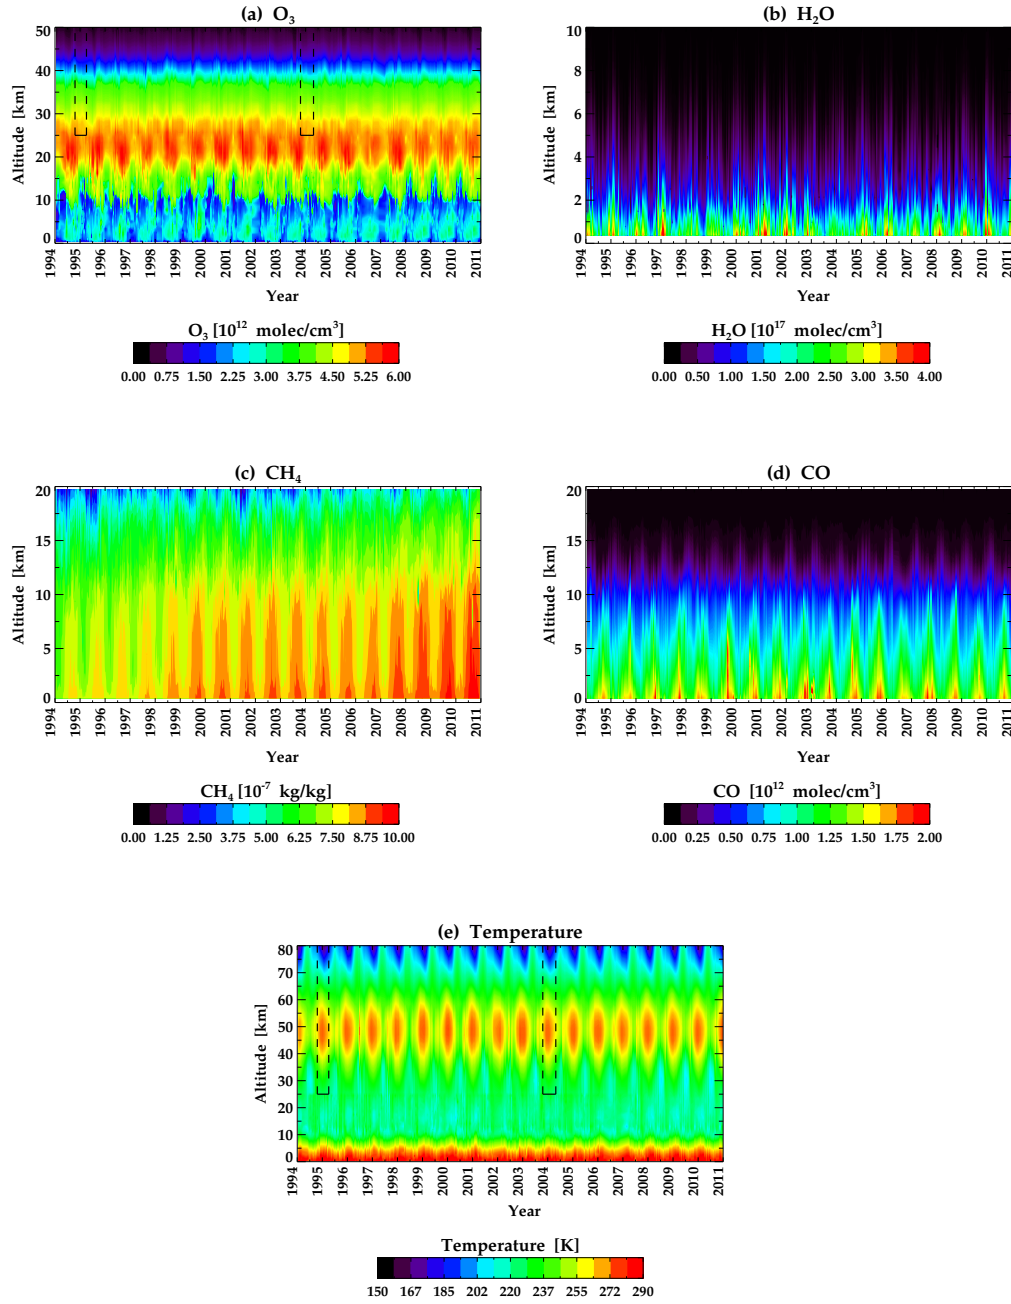 (a) O3
50
40
30
20
10
0
Altitude [km]
1994 1995 1996 1997 1998 1999 2000 2001 2002 2003 2004 2005 2006 2007 2008 2009 2010 2011
Year
O3 [10^12 molec/cm^3]
0.00 0.75 1.50 2.25 3.00 3.75 4.50 5.25 6.00
(b) H2O
10
8
6
4
2
0
Altitude [km]
1994 1995 1996 1997 1998 1999 2000 2001 2002 2003 2004 2005 2006 2007 2008 2009 2010 2011
Year
H2O [10^17 molec/cm^3]
0.00 0.50 1.00 1.50 2.00 2.50 3.00 3.50 4.00
(c) CH4
20
15
10
5
0
Altitude [km]
1994 1995 1996 1997 1998 1999 2000 2001 2002 2003 2004 2005 2006 2007 2008 2009 2010 2011
Year
CH4 [10^-7 kg/kg]
0.00 1.25 2.50 3.75 5.00 6.25 7.50 8.75 10.00
(d) CO
20
15
10
5
0
Altitude [km]
1994 1995 1996 1997 1998 1999 2000 2001 2002 2003 2004 2005 2006 2007 2008 2009 2010 2011
Year
CO [10^12 molec/cm^3]
0.00 0.25 0.50 0.75 1.00 1.25 1.50 1.75 2.00
(e) Temperature
80
70
60
50
40
30
20
10
0
Altitude [km]
1994 1995 1996 1997 1998 1999 2000 2001 2002 2003 2004 2005 2006 2007 2008 2009 2010 2011
Year
Temperature [K]
150 167 185 202 220 237 255 272 290